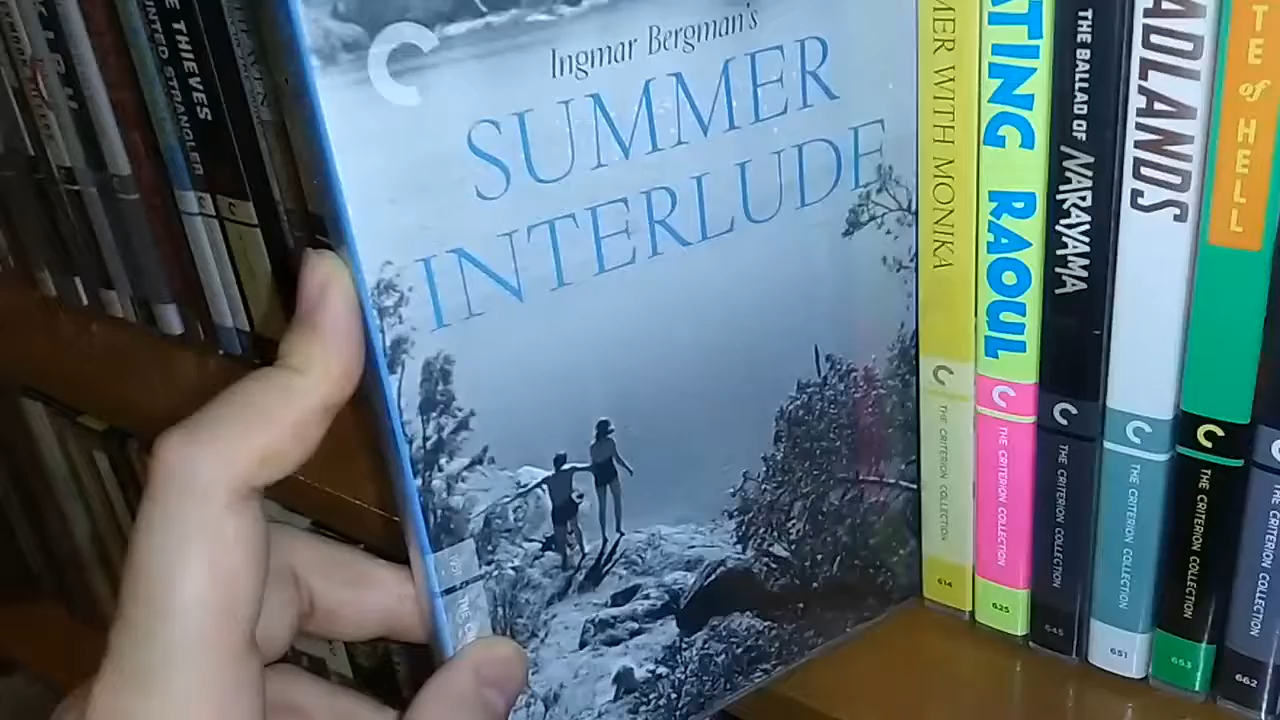 THIEVES
UNTED STRANGLER
Ingmar Bergman's
SUMMER
INTERLUDE
MER WITH MONIKA
THE CRITERION COLLECTION
614
ATING RAOUL
THE CRITERION COLLECTION
625
THE BALLAD OF NARAYAMA
THE CRITERION COLLECTION
645
ADLANDS
THE CRITERION COLLECTION
651
TE of HELL
THE CRITERION COLLECTION
653
THE CRITERION COLLECTION
662